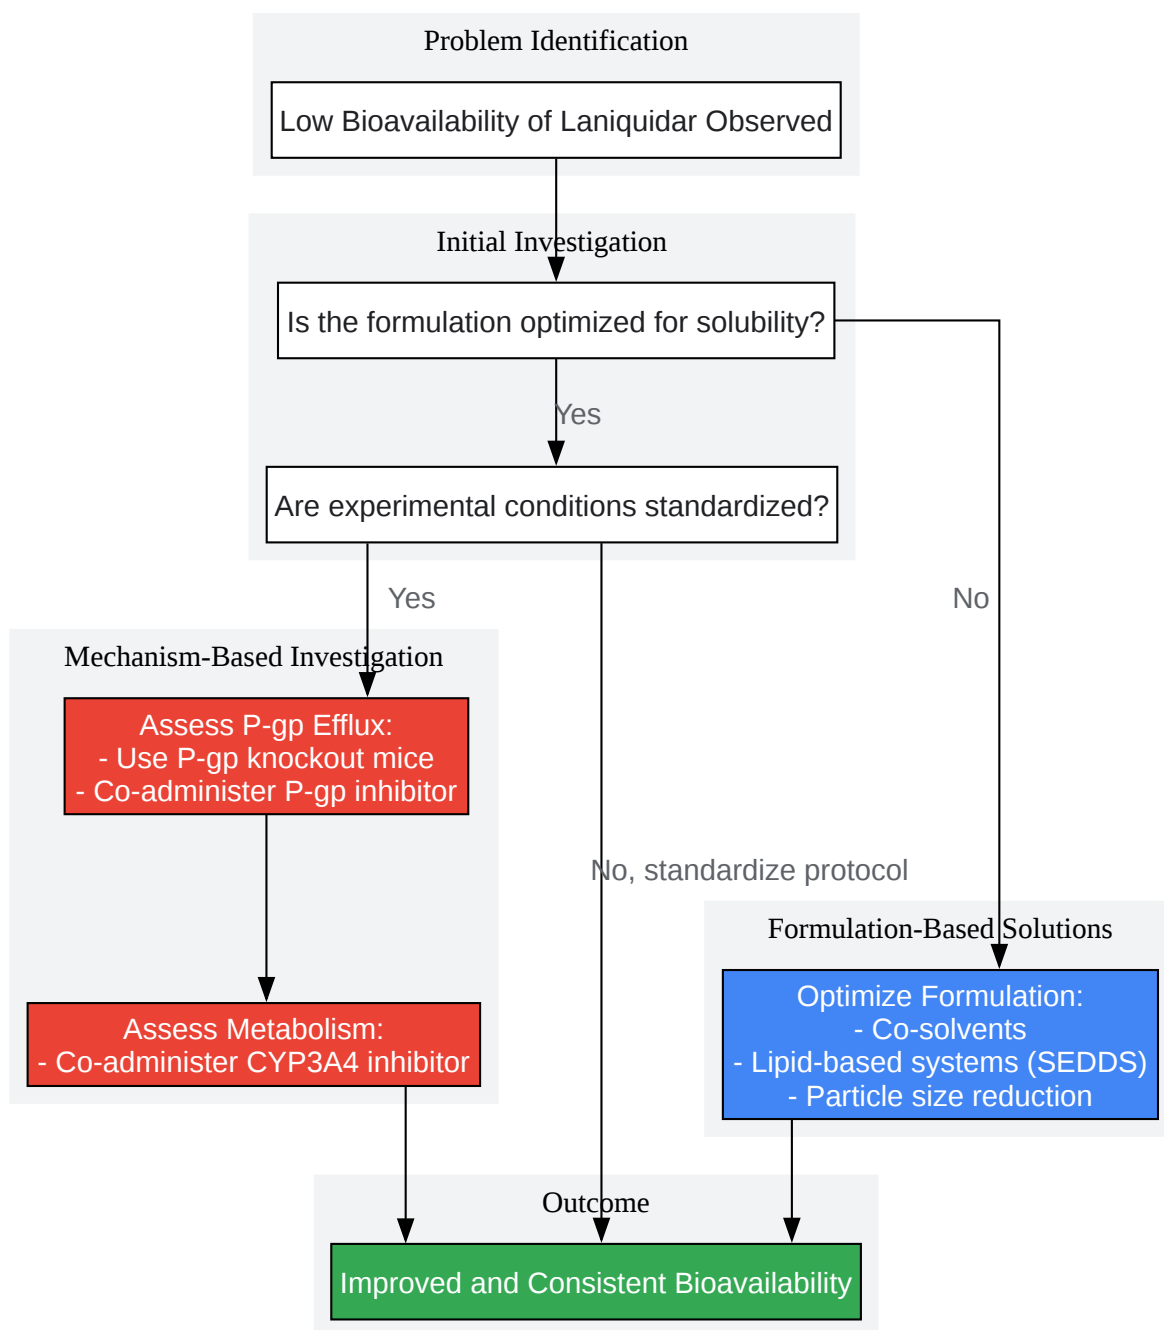 Problem Identification
Low Bioavailability of Laniquidar Observed
Initial Investigation
Is the formulation optimized for solubility?
Yes
Are experimental conditions standardized?
Yes
No
Mechanism-Based Investigation
Assess P-gp Efflux:
- Use P-gp knockout mice
- Co-administer P-gp inhibitor
No, standardize protocol
Formulation-Based Solutions
Optimize Formulation:
- Co-solvents
- Lipid-based systems (SEDDS)
- Particle size reduction
Assess Metabolism:
- Co-administer CYP3A4 inhibitor
Outcome
Improved and Consistent Bioavailability